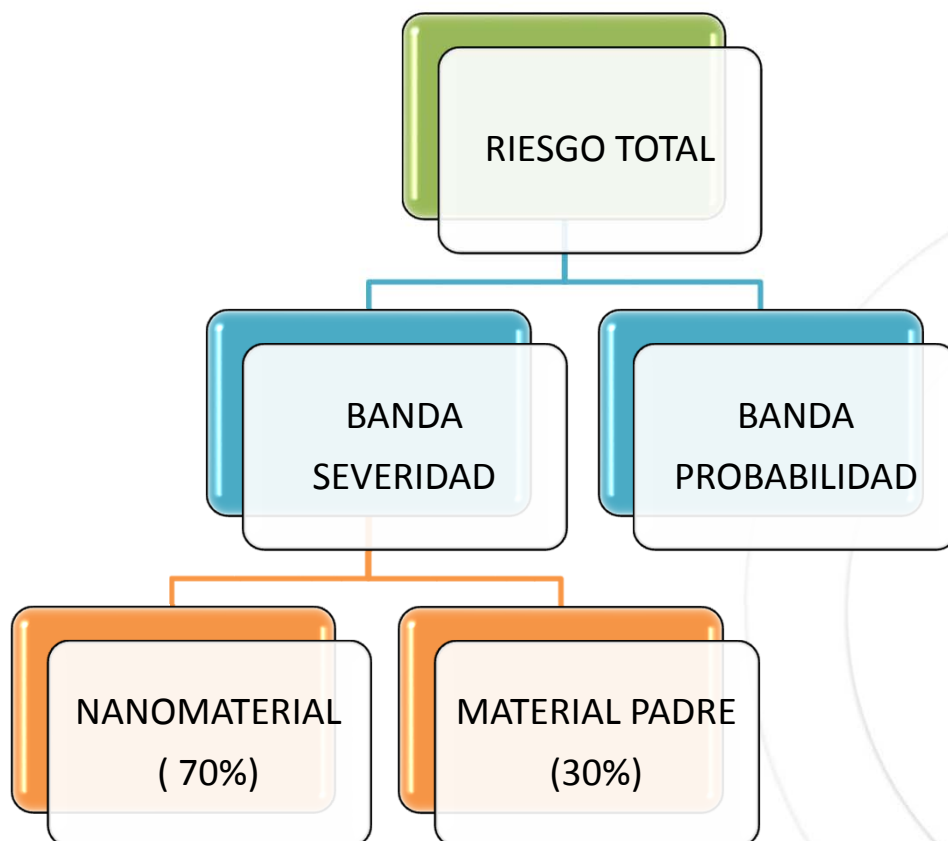 RIESGO TOTAL
BANDA
SEVERIDAD
BANDA
PROBABILIDAD
NANOMATERIAL
( 70%)
MATERIAL PADRE
(30%)